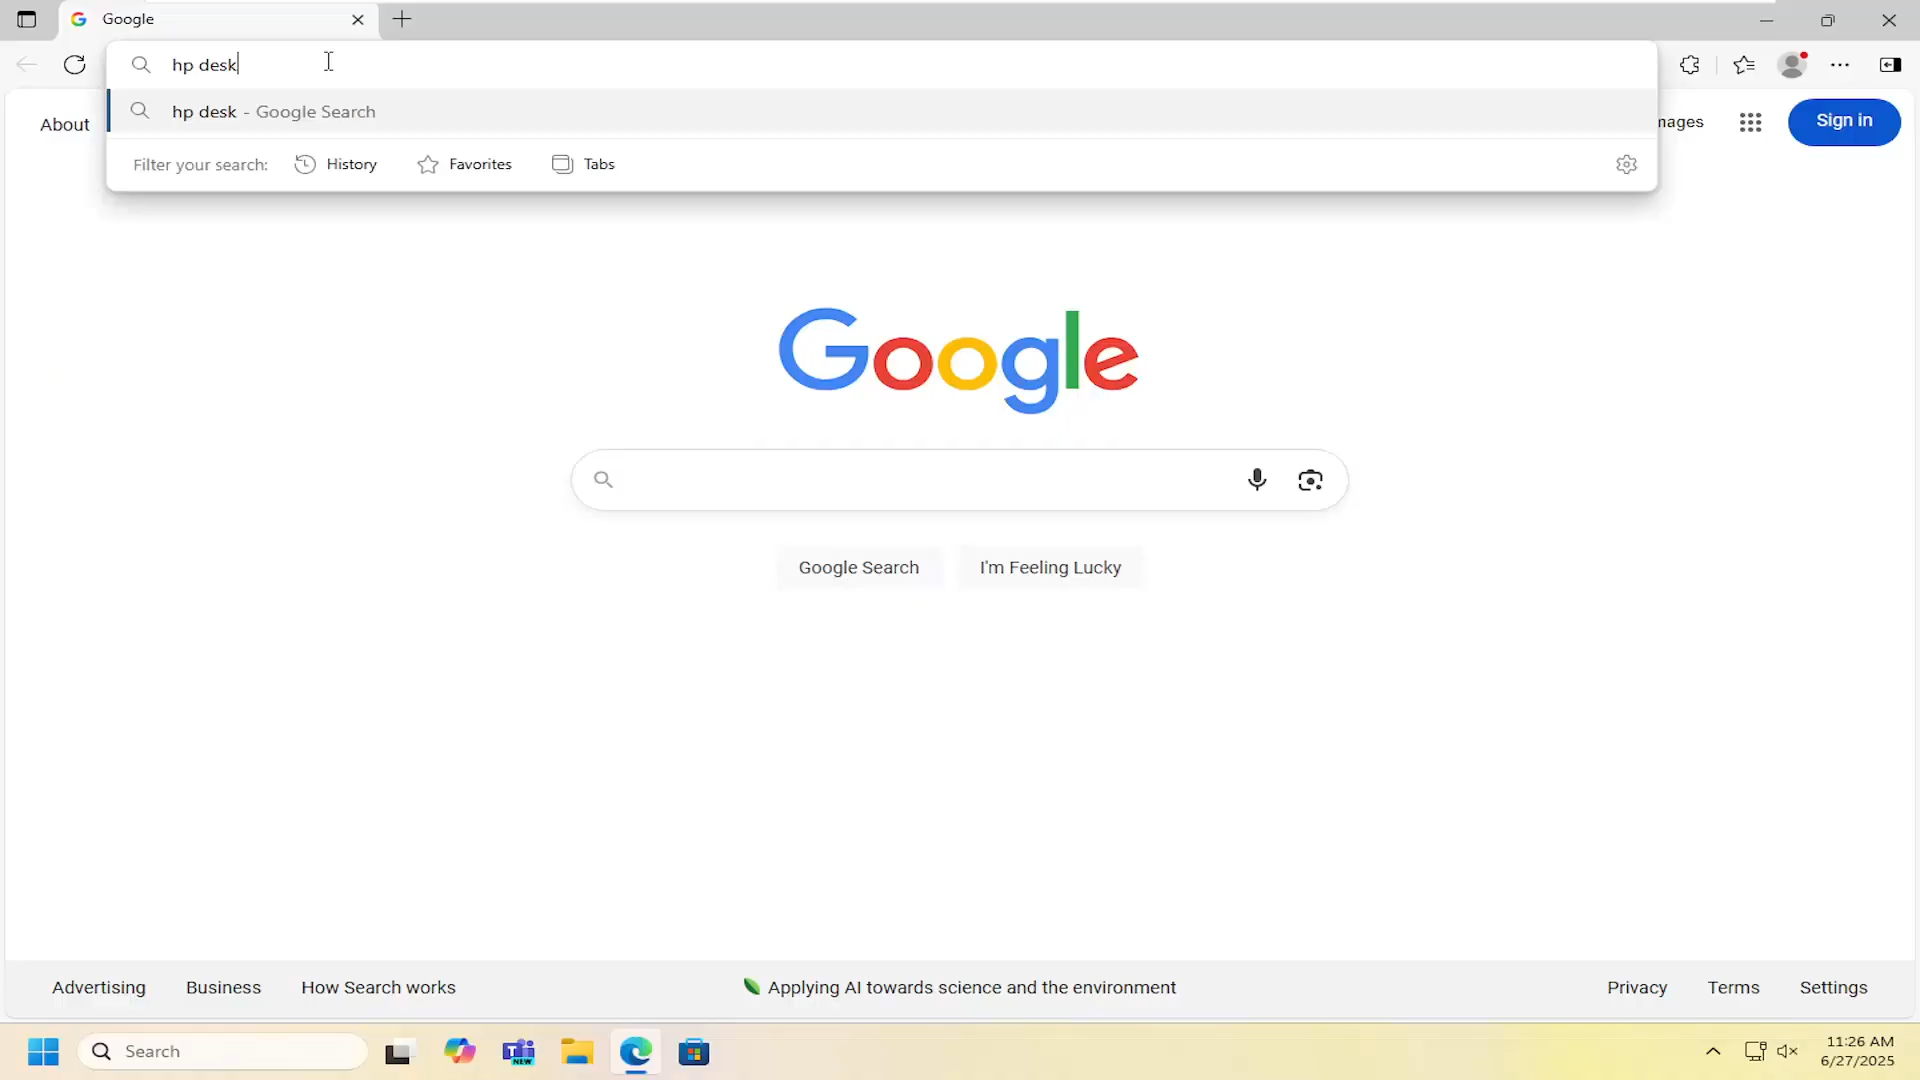 Google
hp desk
hp desk - Google Search
About
mages
Sign in
Filter your search: History Favorites Tabs
Google
Google Search I'm Feeling Lucky
Advertising Business How Search works Applying AI towards science and the environment Privacy Terms Settings
Search
NEW
11:26 AM
6/27/2025